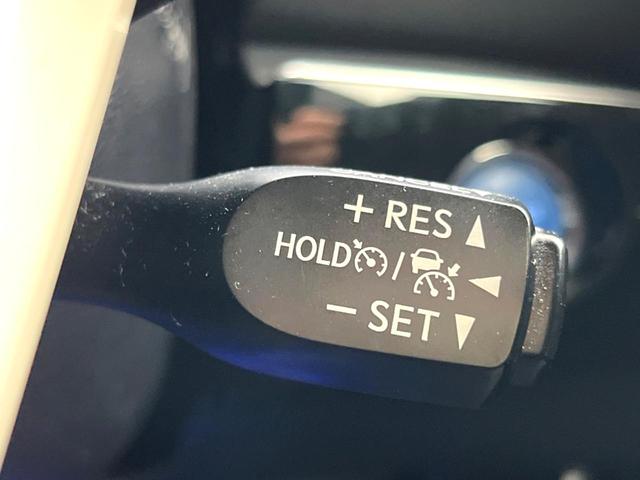 + RES ▲
HOLD / ◀
− SET ▼